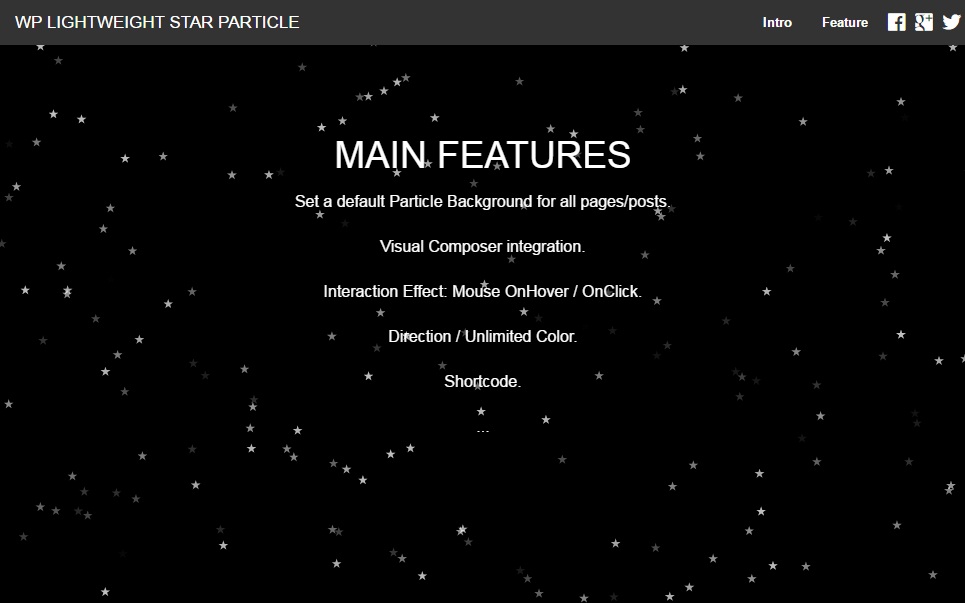 WP LIGHTWEIGHT STAR PARTICLE
Intro Feature
MAIN FEATURES
Set a default Particle Background for all pages/posts.
Visual Composer integration.
Interaction Effect: Mouse OnHover / OnClick.
Direction / Unlimited Color.
Shortcode.
...